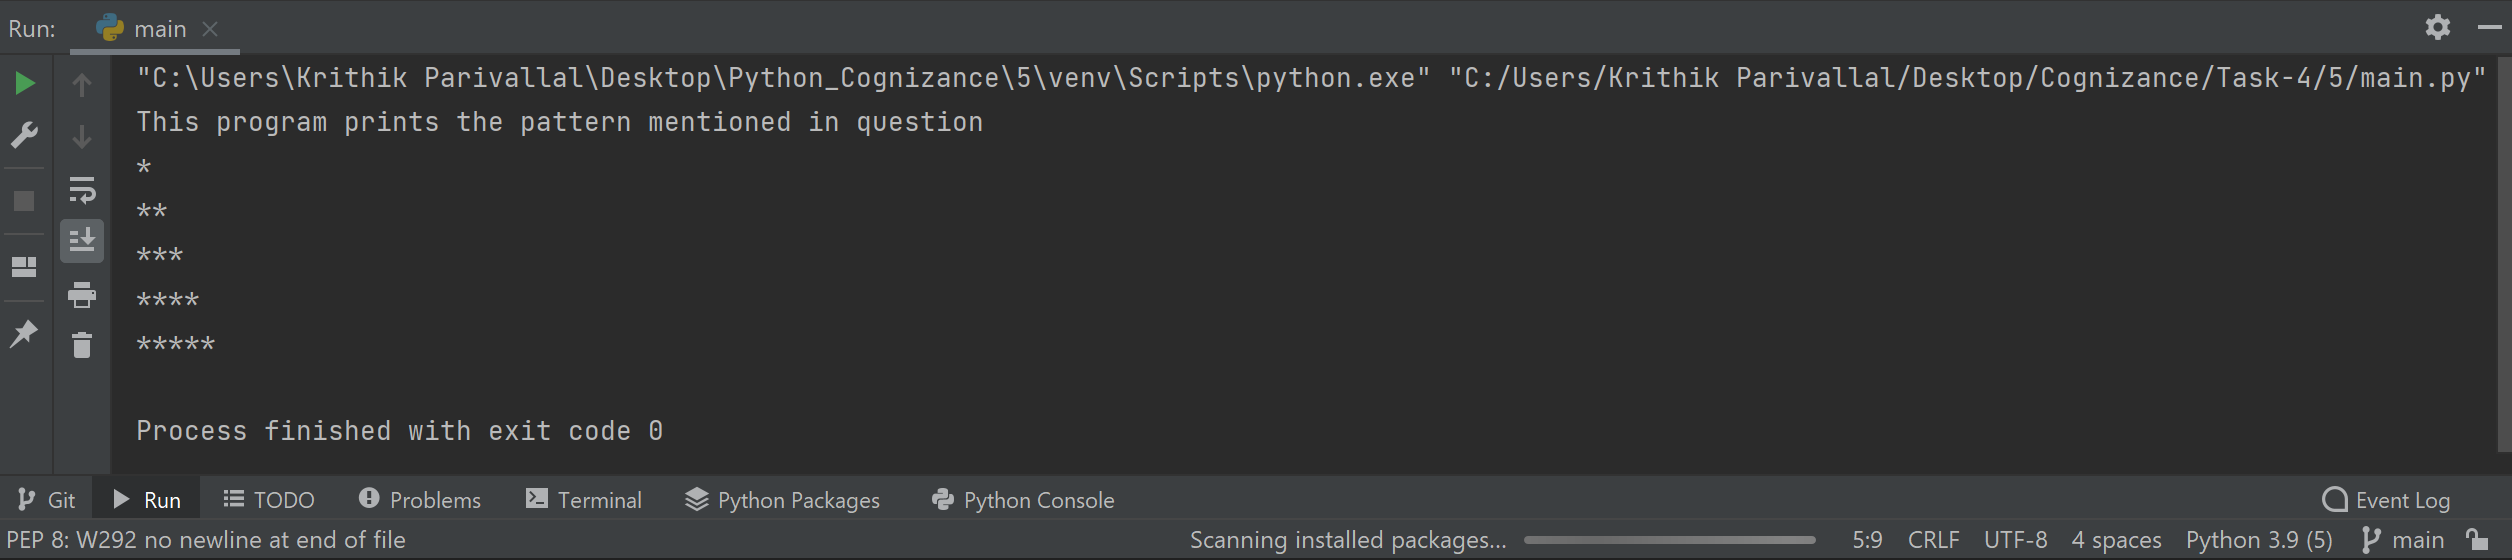 Run: main
"C:\Users\Krithik Parivallal\Desktop\Python_Cognizance\5\venv\Scripts\python.exe" "C:/Users/Krithik Parivallal/Desktop/Cognizance/Task-4/5/main.py"
This program prints the pattern mentioned in question
*
**
***
****
*****
Process finished with exit code 0
Git Run TODO Problems Terminal Python Packages Python Console Event Log
PEP 8: W292 no newline at end of file Scanning installed packages... 5:9 CRLF UTF-8 4 spaces Python 3.9 (5) main